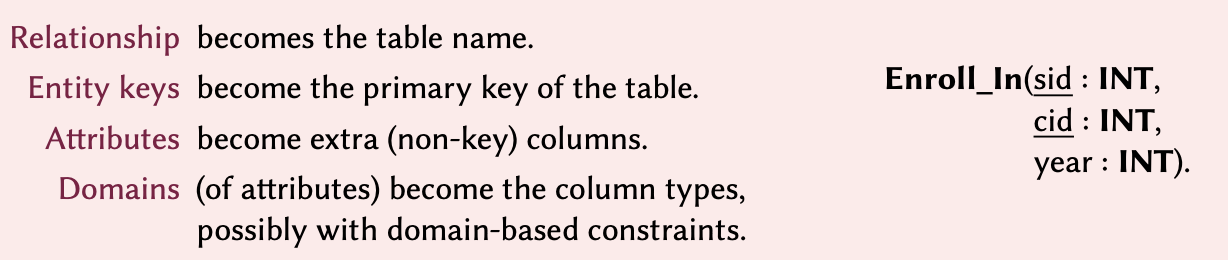 Relationship becomes the table name.
Entity keys become the primary key of the table.
Attributes become extra (non-key) columns.
Domains (of attributes) become the column types,
possibly with domain-based constraints.
Enroll_In(sid : INT,
cid : INT,
year : INT).